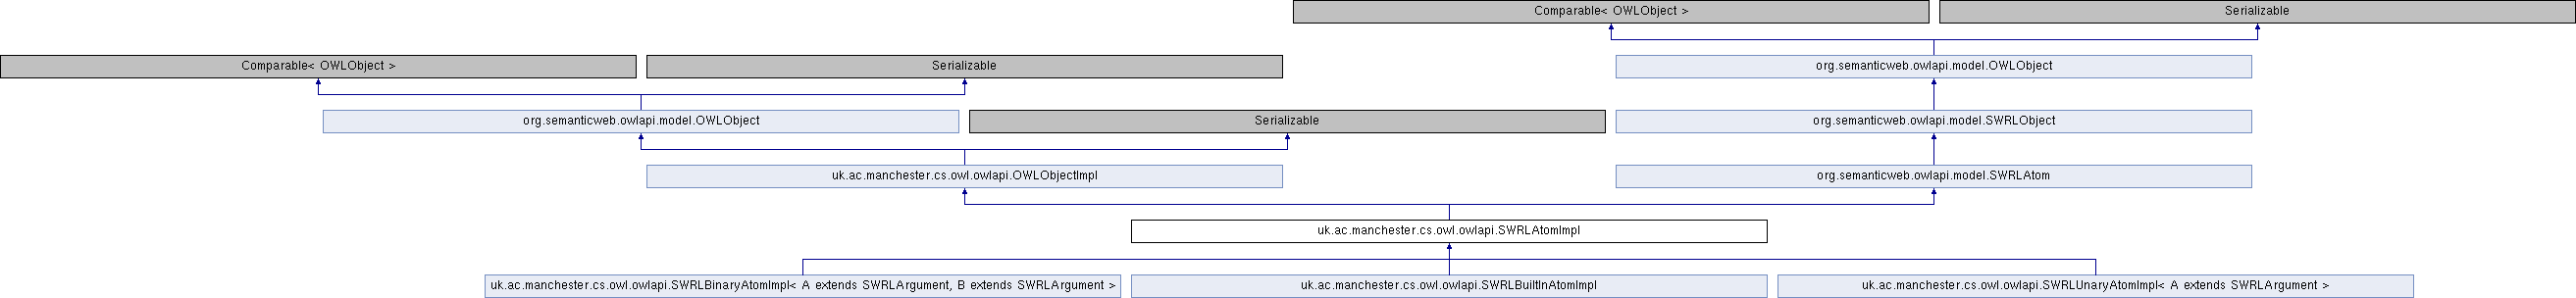 Comparable< OWLObject >
Serializable
Comparable< OWLObject >
Serializable
org.semanticweb.owlapi.model.OWLObject
org.semanticweb.owlapi.model.OWLObject
Serializable
org.semanticweb.owlapi.model.SWRLObject
uk.ac.manchester.cs.owl.owlapi.OWLObjectImpl
org.semanticweb.owlapi.model.SWRLAtom
uk.ac.manchester.cs.owl.owlapi.SWRLAtomImpl
uk.ac.manchester.cs.owl.owlapi.SWRLBinaryAtomImpl< A extends SWRLArgument, B extends SWRLArgument >
uk.ac.manchester.cs.owl.owlapi.SWRLBuiltInAtomImpl
uk.ac.manchester.cs.owl.owlapi.SWRLUnaryAtomImpl< A extends SWRLArgument >